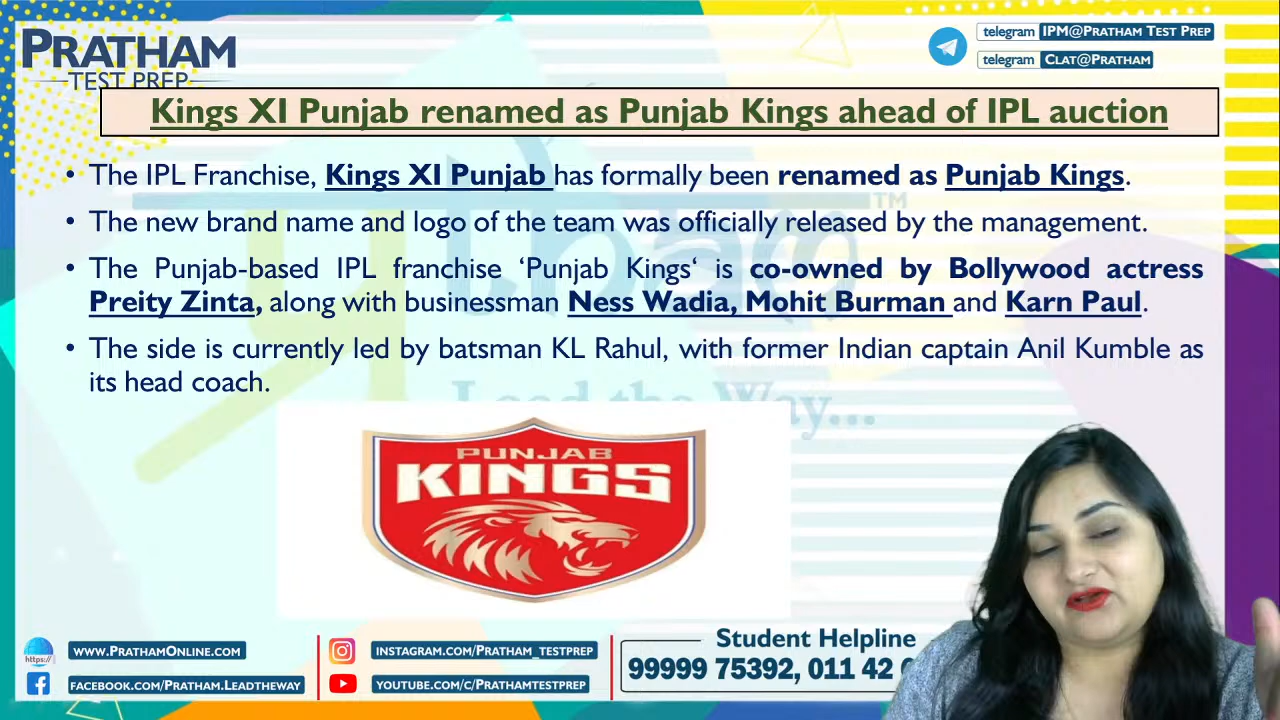 PRATHAM
TEST PREP
telegram IPM@PRATHAM TEST PREP
telegram CLAT@PRATHAM
Kings XI Punjab renamed as Punjab Kings ahead of IPL auction
• The IPL Franchise, Kings XI Punjab has formally been renamed as Punjab Kings.
• The new brand name and logo of the team was officially released by the management.
• The Punjab-based IPL franchise ‘Punjab Kings‘ is co-owned by Bollywood actress
Preity Zinta, along with businessman Ness Wadia, Mohit Burman and Karn Paul.
• The side is currently led by batsman KL Rahul, with former Indian captain Anil Kumble as
its head coach.
TM
Lead the Way...
PUNJAB
KINGS
https://
WWW.PRATHAMONLINE.COM
FACEBOOK.COM/PRATHAM.LEADTHEWAY
INSTAGRAM.COM/PRATHAM_TESTPREP
YOUTUBE.COM/C/PRATHAMTESTPREP
Student Helpline
99999 75392, 011 42